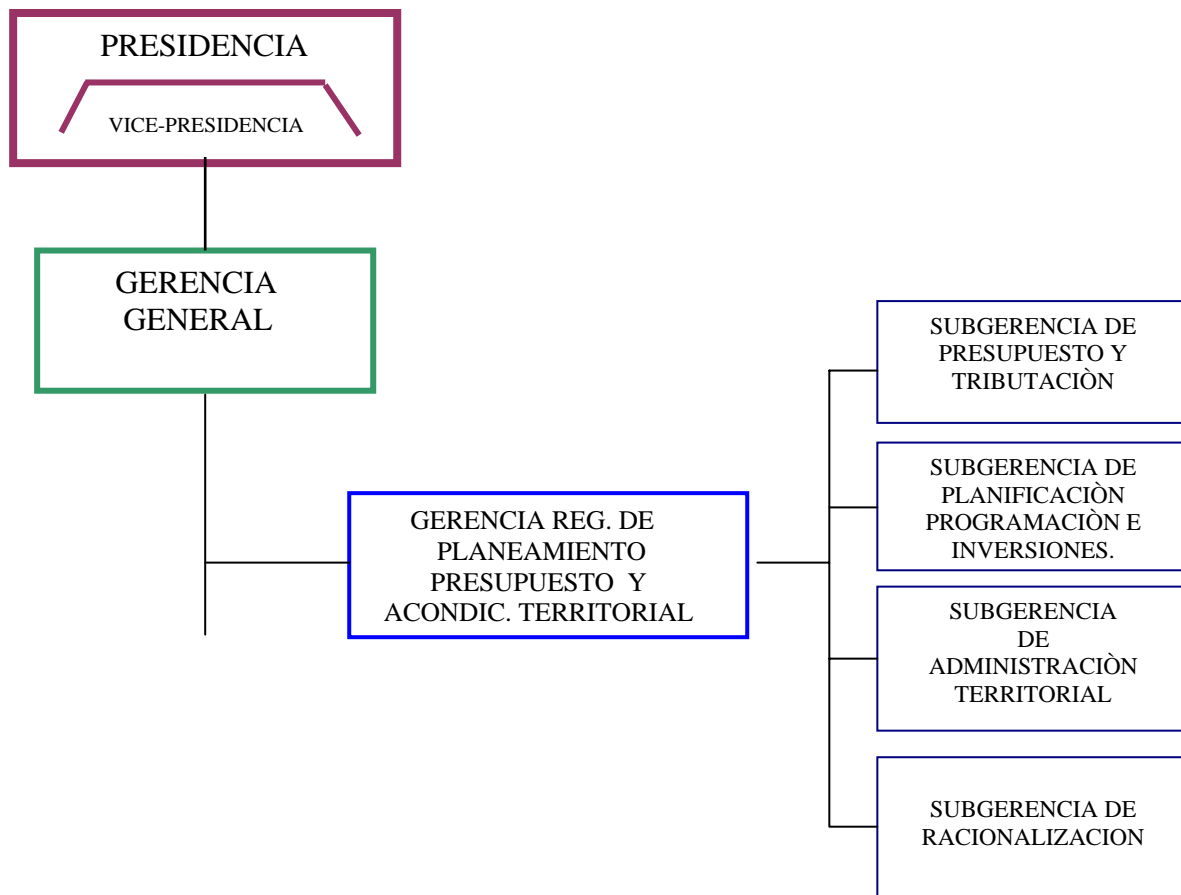 PRESIDENCIA
VICE-PRESIDENCIA
GERENCIA
GENERAL
GERENCIA REG. DE
PLANEAMIENTO
PRESUPUESTO Y
ACONDIC. TERRITORIAL
SUBGERENCIA DE
PRESUPUESTO Y
TRIBUTACIÒN
SUBGERENCIA DE
PLANIFICACIÒN
PROGRAMACIÒN E
INVERSIONES.
SUBGERENCIA
DE
ADMINISTRACIÒN
TERRITORIAL
SUBGERENCIA DE
RACIONALIZACION